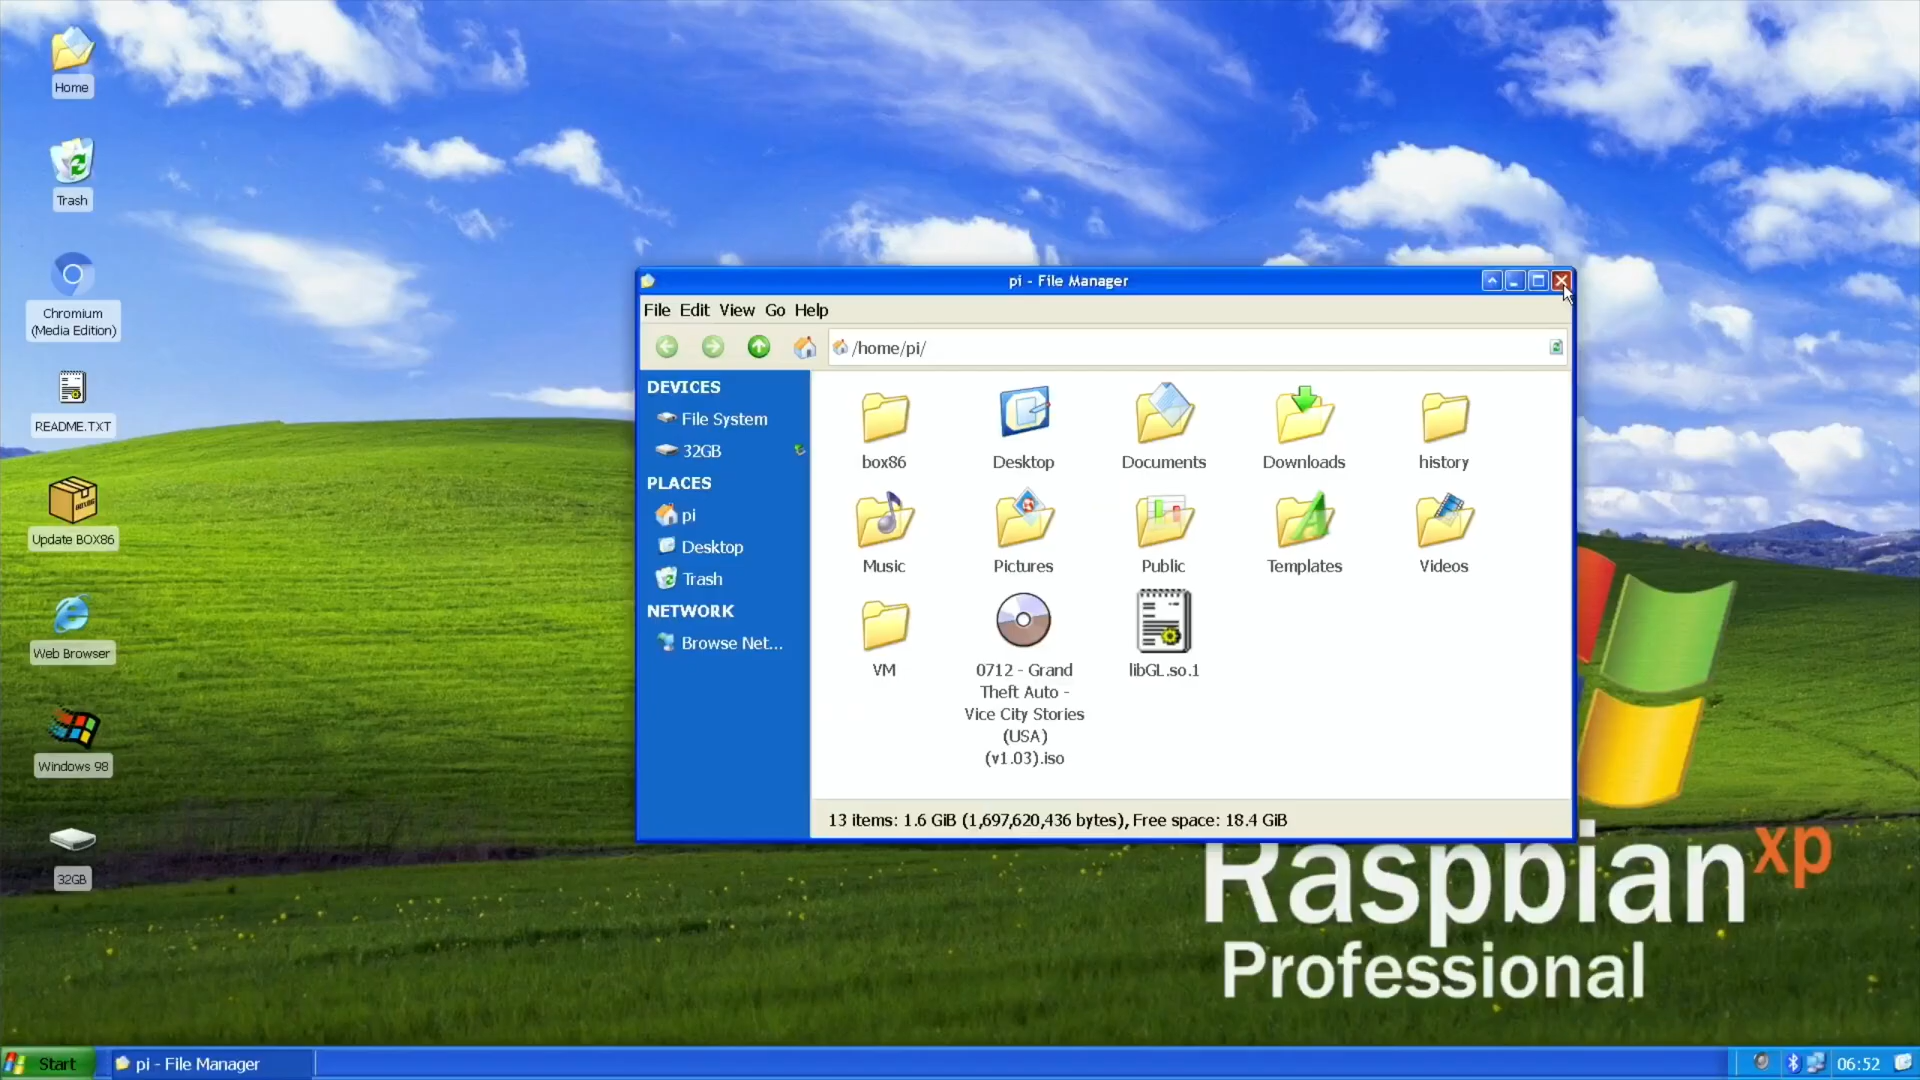 Home
Trash
Chromium
(Media Edition)
README.TXT
Update BOX86
Web Browser
Windows 98
32GB
pi - File Manager
File Edit View Go Help
/home/pi/
DEVICES
File System
32GB
PLACES
pi
Desktop
Trash
NETWORK
Browse Net...
box86
Desktop
Documents
Downloads
history
Music
Pictures
Public
Templates
Videos
VM
0712 - Grand
Theft Auto -
Vice City Stories
(USA)
(v1.03).iso
libGL.so.1
13 items: 1.6 GiB (1,697,620,436 bytes), Free space: 18.4 GiB
Raspbian xp
Professional
Start
pi - File Manager
06:52